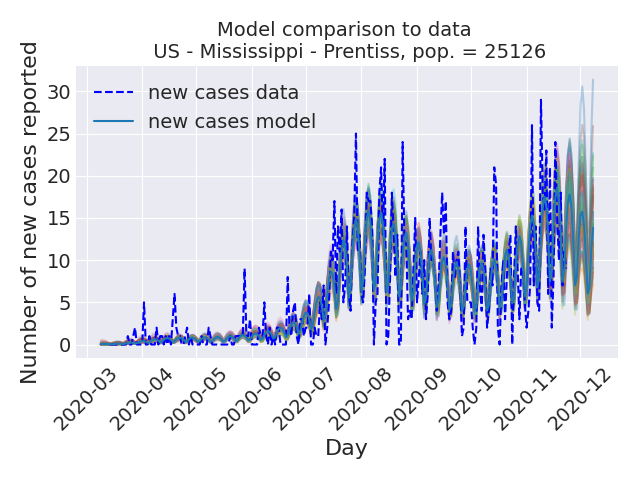 Model comparison to data
US - Mississippi - Prentiss, pop. = 25126
Number of new cases reported
30
25
20
15
10
5
0
new cases data
new cases model
2020-03
2020-04
2020-05
2020-06
2020-07
2020-08
2020-09
2020-10
2020-11
2020-12
Day